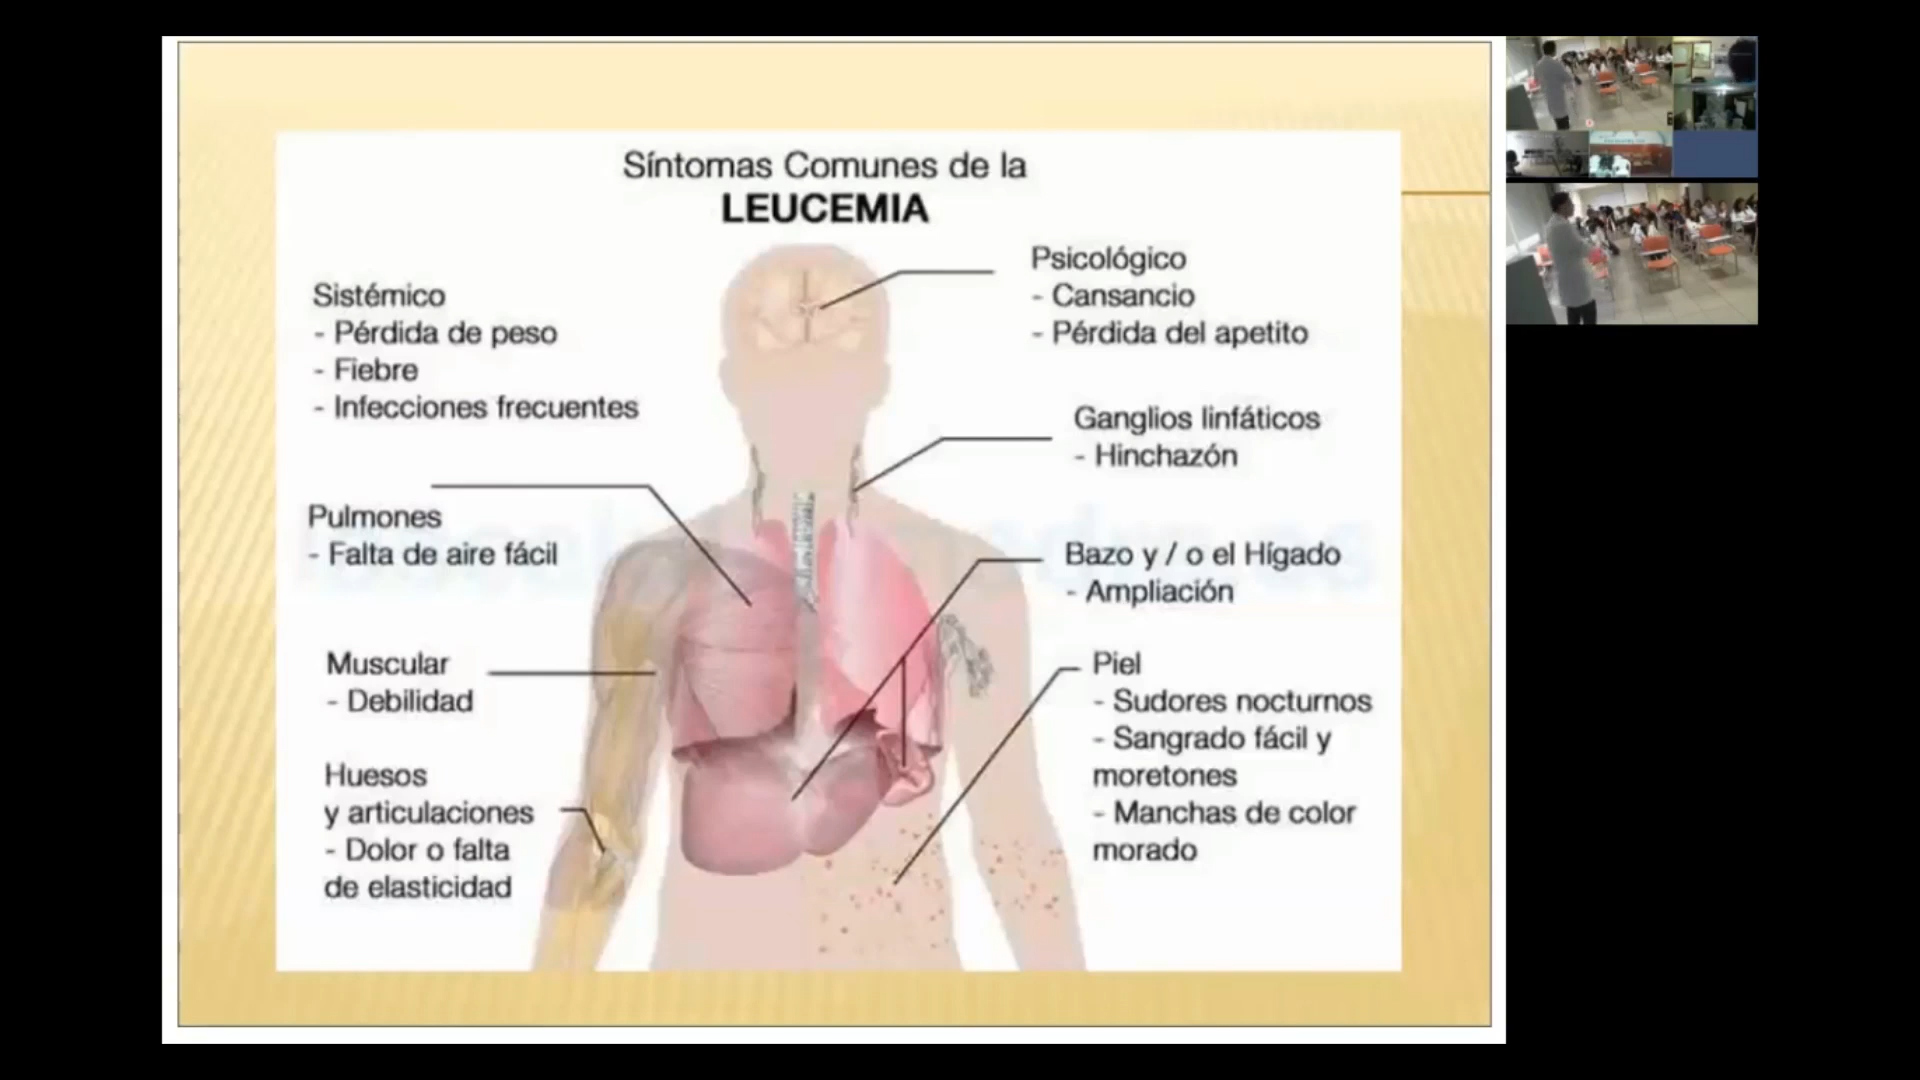 Síntomas Comunes de la
LEUCEMIA
Sistémico
- Pérdida de peso
- Fiebre
- Infecciones frecuentes
Pulmones
- Falta de aire fácil
Muscular
- Debilidad
Huesos
y articulaciones
- Dolor o falta
de elasticidad
Psicológico
- Cansancio
- Pérdida del apetito
Ganglios linfáticos
- Hinchazón
Bazo y / o el Hígado
- Ampliación
Piel
- Sudores nocturnos
- Sangrado fácil y
moretones
- Manchas de color
morado